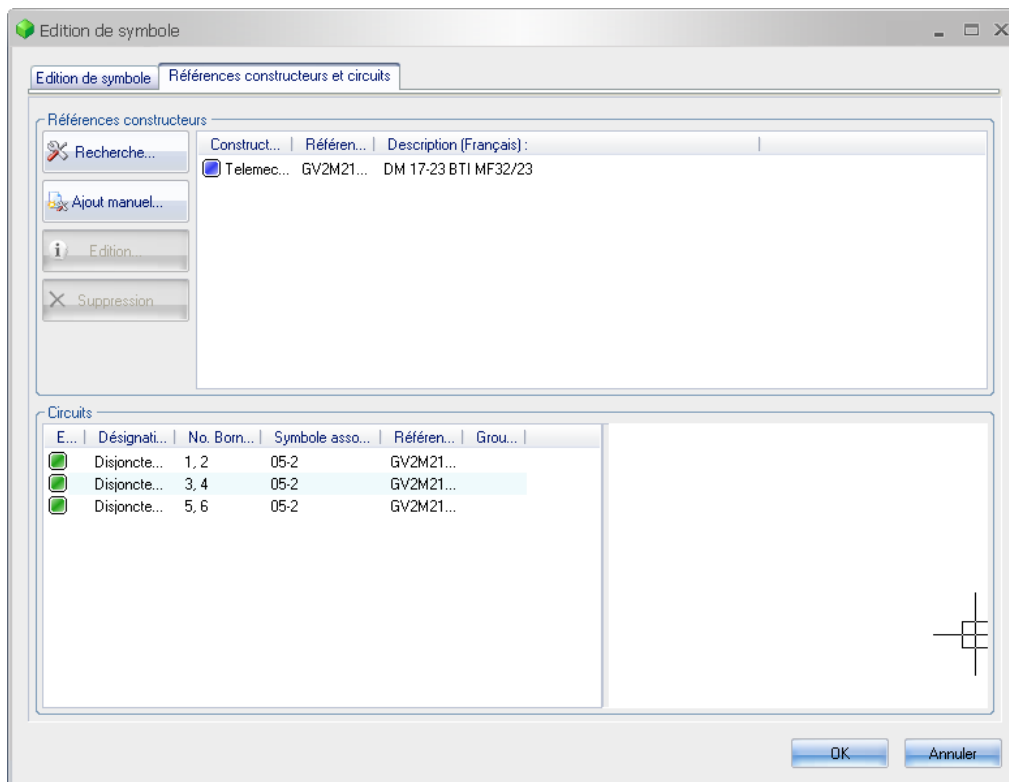 Edition de symbole
Edition de symbole Références constructeurs et circuits
Références constructeurs
Recherche...
Ajout manuel...
Edition...
Suppression
Construct... Référen... Description (Français) :
Telemec... GV2M21... DM 17-23 BTI MF32/23
Circuits
E... Désignati... No. Born... Symbole asso... Référen... Grou...
Disjoncte... 1, 2 05-2 GV2M21...
Disjoncte... 3, 4 05-2 GV2M21...
Disjoncte... 5, 6 05-2 GV2M21...
OK Annuler